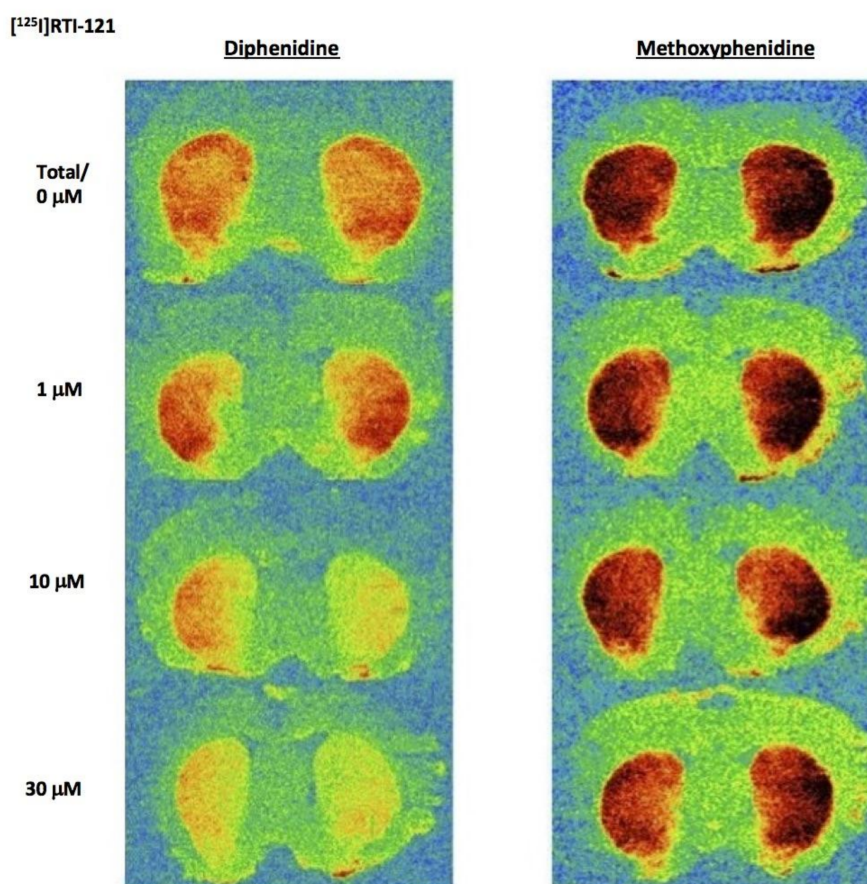 [¹²⁵I]RTI-121
Diphenidine
Methoxyphenidine
Total/
0 μM
1 μM
10 μM
30 μM